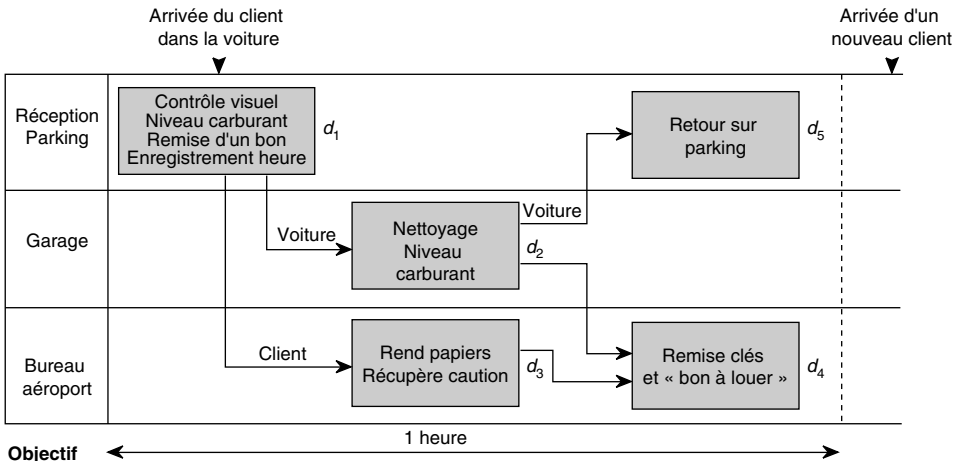 Arrivée du client
dans la voiture
Arrivée d'un
nouveau client
Réception
Parking
Contrôle visuel
Niveau carburant
Remise d'un bon
Enregistrement heure
d1
Retour sur
parking
d5
Garage
Voiture
Nettoyage
Niveau
carburant
Voiture
d2
Bureau
aéroport
Client
Rend papiers
Récupère caution
d3
Remise clés
et « bon à louer »
d4
Objectif
1 heure